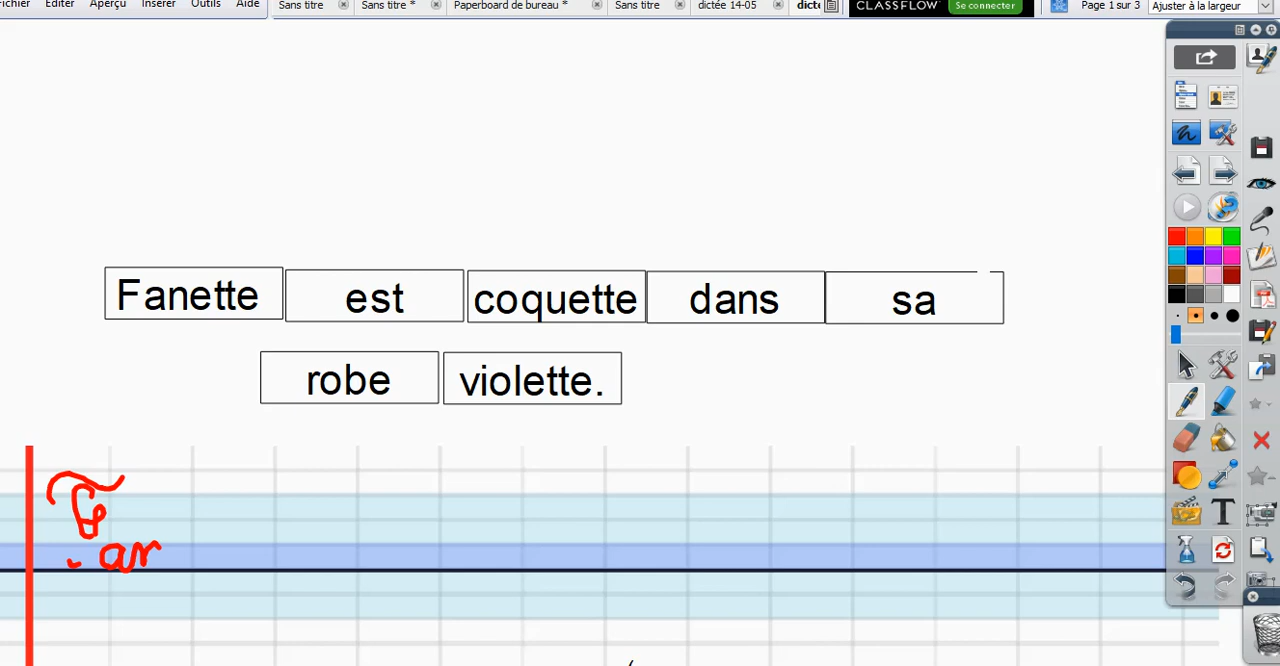 Fichier Editer Aperçu Insérer Outils Aide Sans titre Sans titre * Paperboard de bureau * Sans titre dictée 14-05 dicté CLASSFLOW Se connecter Page 1 sur 3 Ajuster à la largeur
Fanette est coquette dans sa
robe violette.